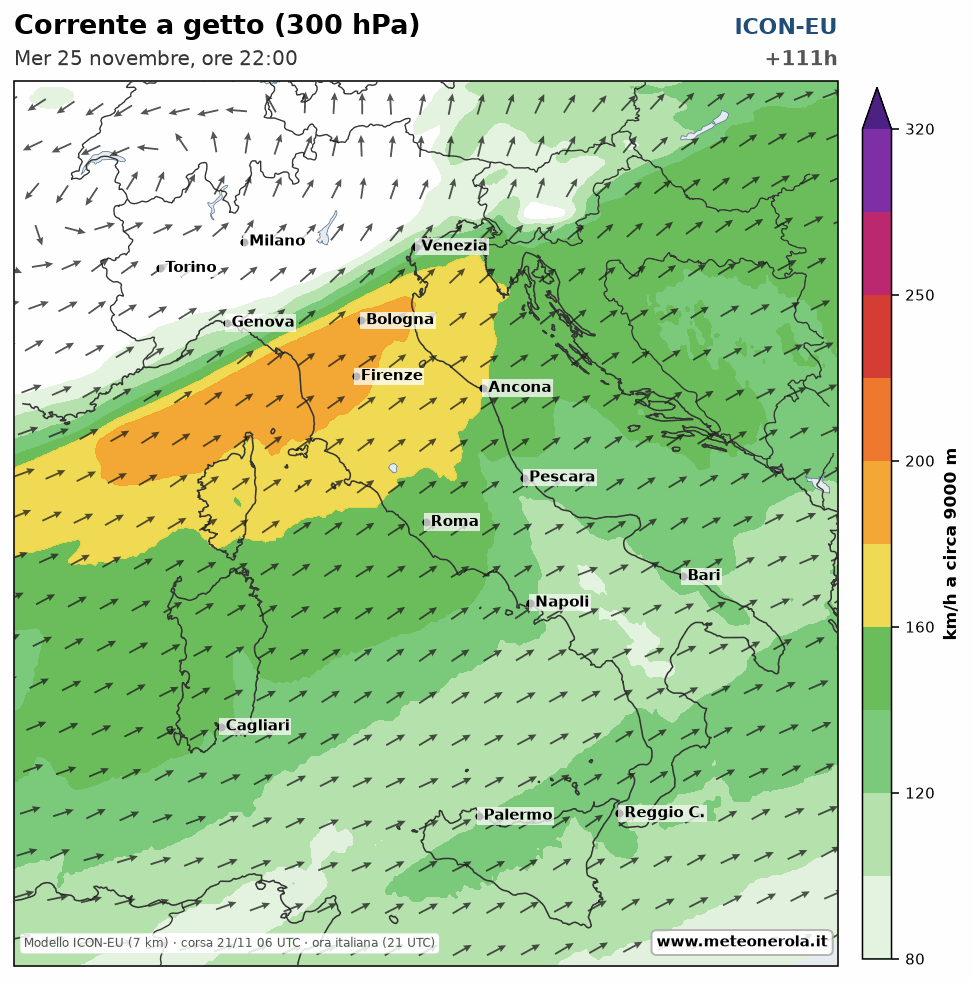 Corrente a getto (300 hPa)
ICON-EU
Mer 25 novembre, ore 22:00
+111h
320
250
200
160
120
80
km/h a circa 9000 m
Milano
Venezia
Torino
Genova
Bologna
Firenze
Ancona
Pescara
Roma
Bari
Napoli
Cagliari
Palermo
Reggio C.
Modello ICON-EU (7 km) · corsa 21/11 06 UTC · ora italiana (21 UTC)
www.meteonerola.it